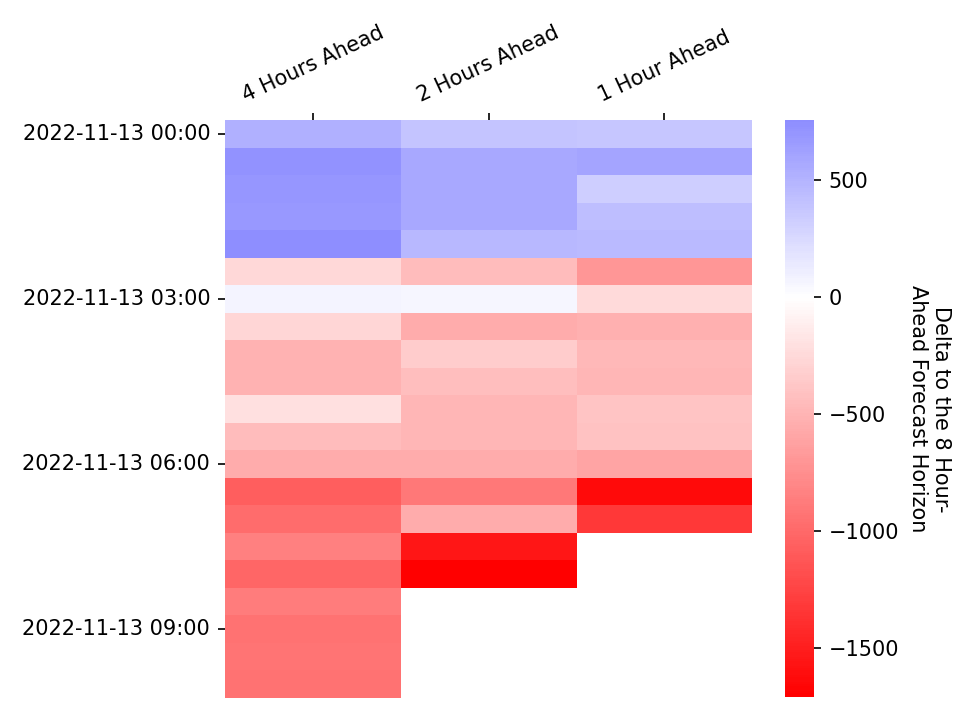 4 Hours Ahead
2 Hours Ahead
1 Hour Ahead
2022-11-13 00:00
2022-11-13 03:00
2022-11-13 06:00
2022-11-13 09:00
500
0
−500
−1000
−1500
Delta to the 8 Hour-
Ahead Forecast Horizon